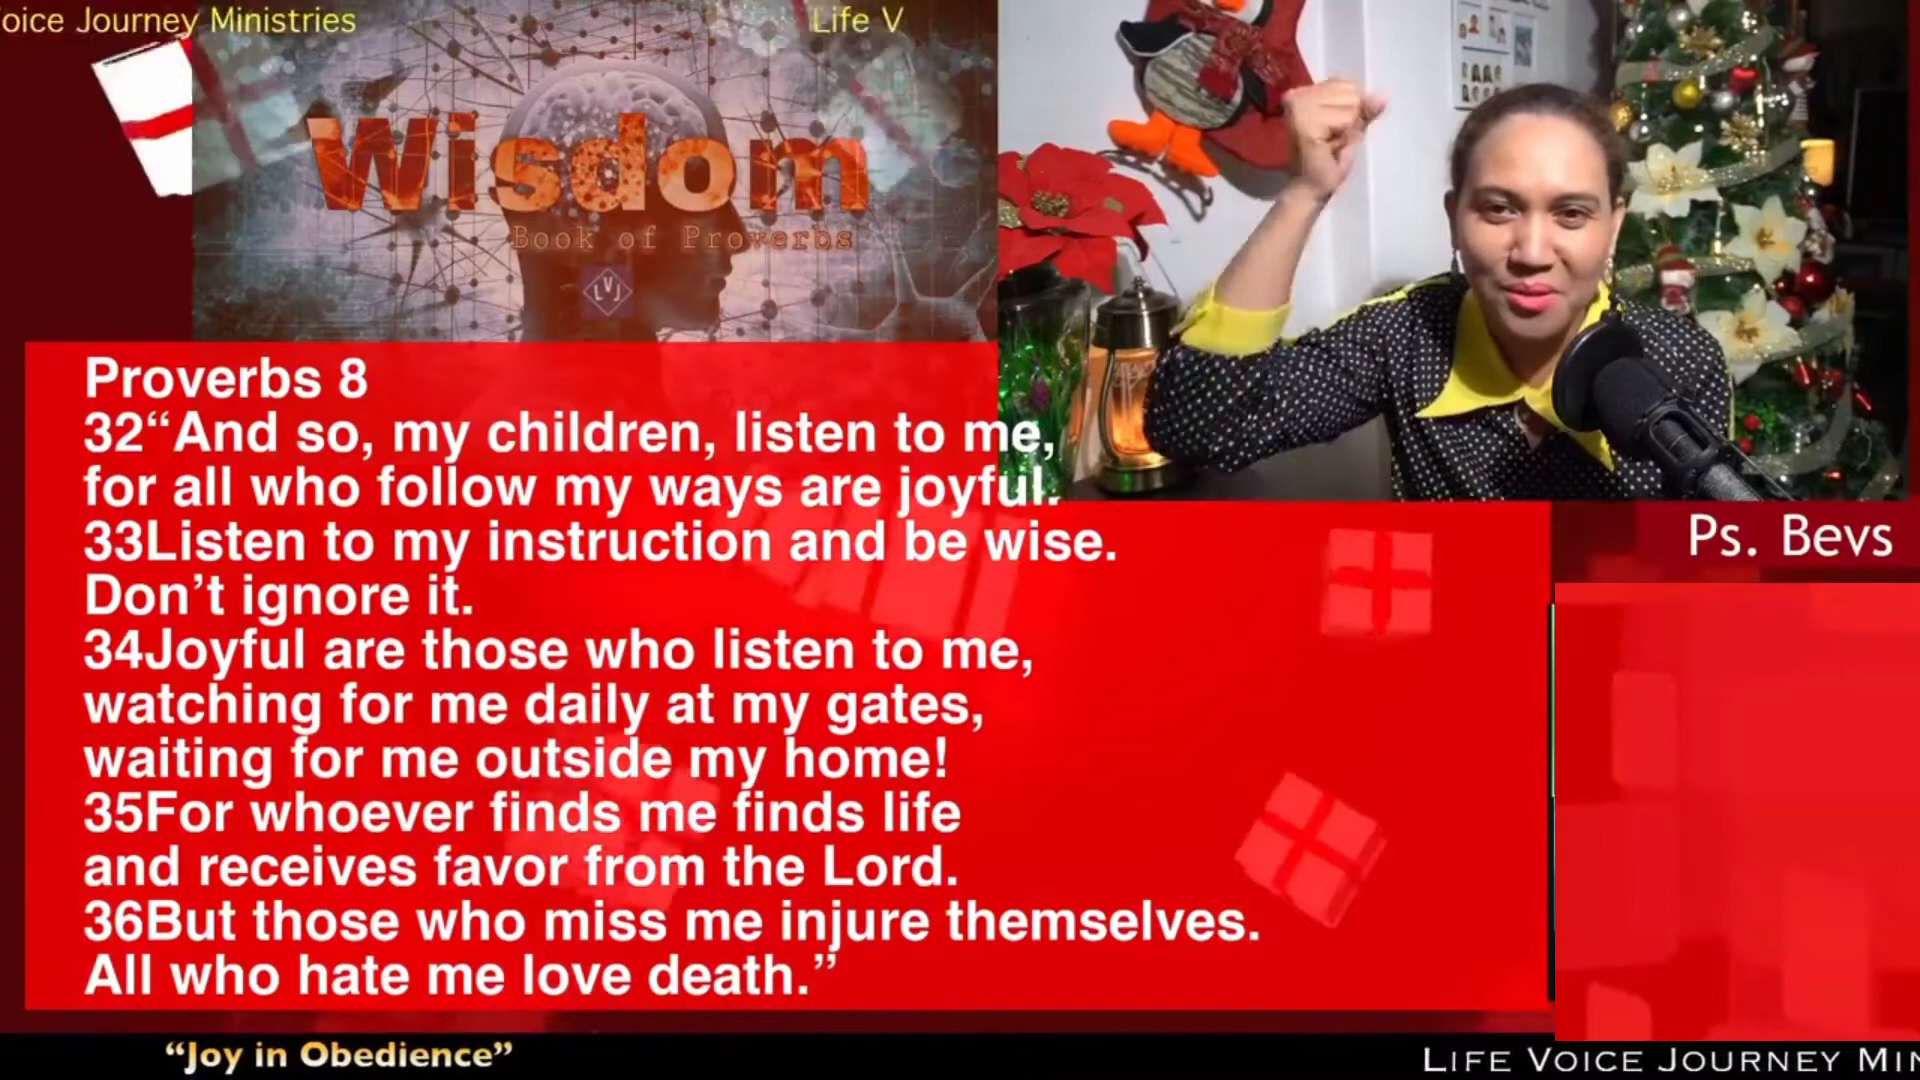 oice Journey Ministries
Life V
Wisdom
Book of Proverbs
LVJ
Proverbs 8
32“And so, my children, listen to me,
for all who follow my ways are joyful.
33Listen to my instruction and be wise.
Don’t ignore it.
34Joyful are those who listen to me,
watching for me daily at my gates,
waiting for me outside my home!
35For whoever finds me finds life
and receives favor from the Lord.
36But those who miss me injure themselves.
All who hate me love death.”
Ps. Bevs
“Joy in Obedience”
LIFE VOICE JOURNEY MIN